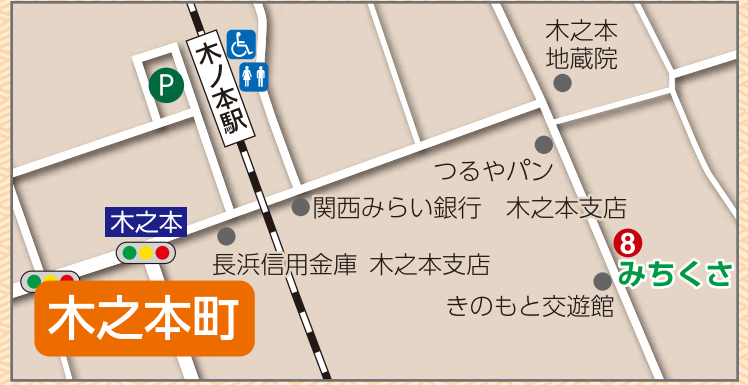 木之本
地蔵院
木ノ本駅
P
つるやパン
関西みらい銀行 木之本支店
木之本
8
長浜信用金庫 木之本支店
みちくさ
きのもと交遊館
木之本町